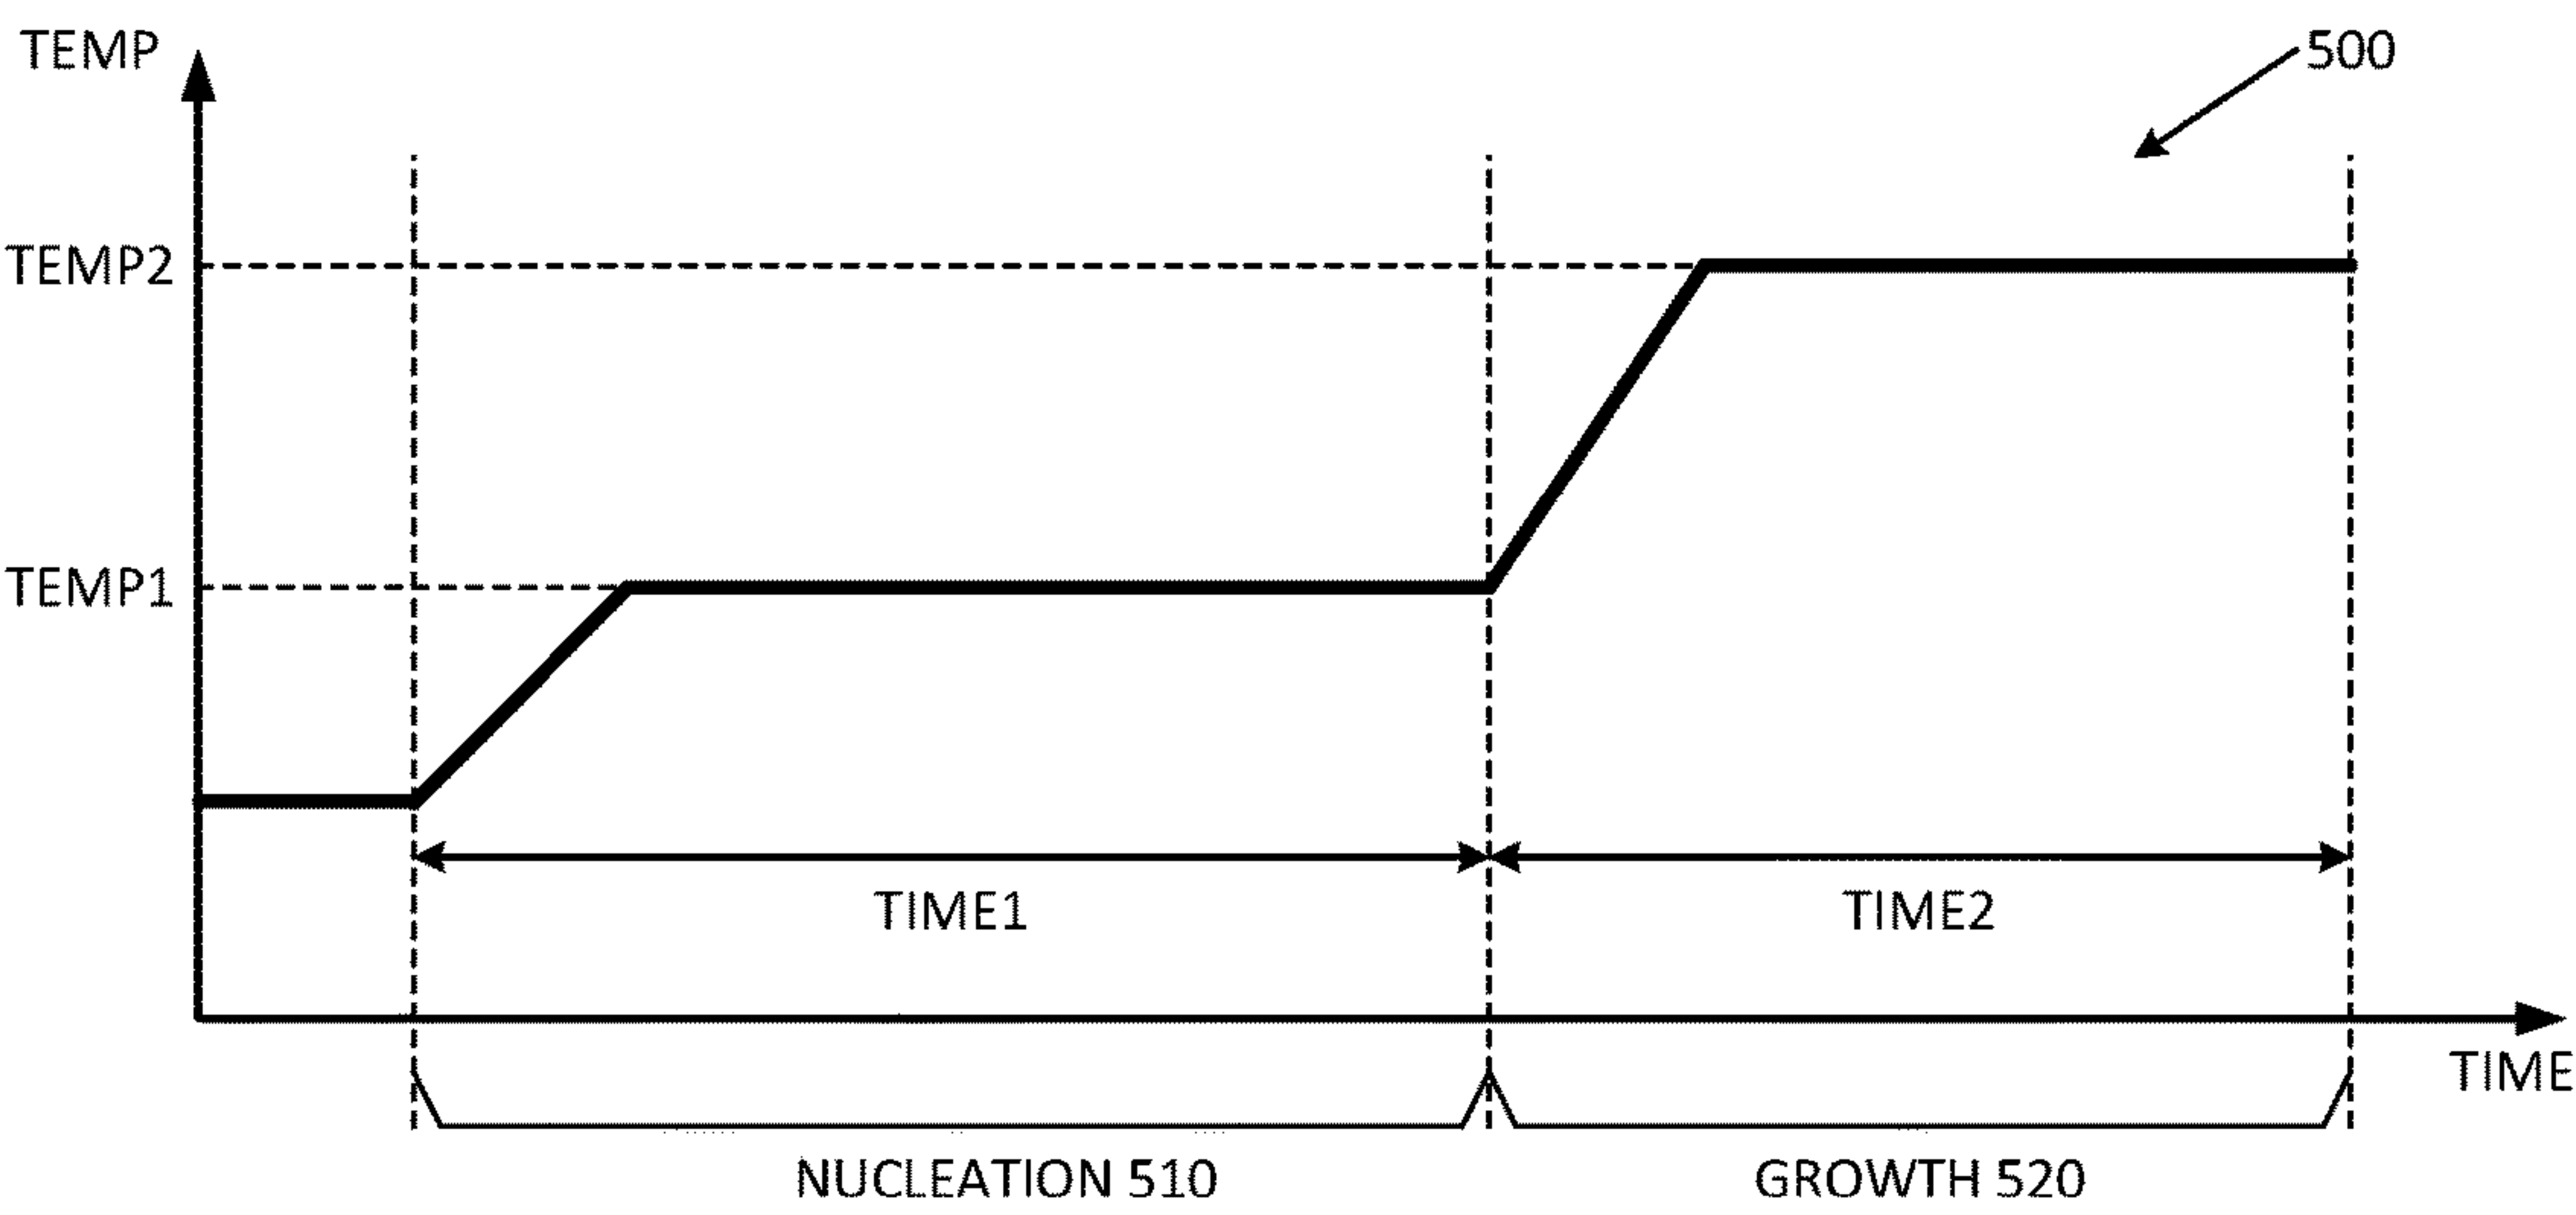 TEMP
500
TEMP2
TEMP1
TIME1
TIME2
TIME
NUCLEATION 510
GROWTH 520